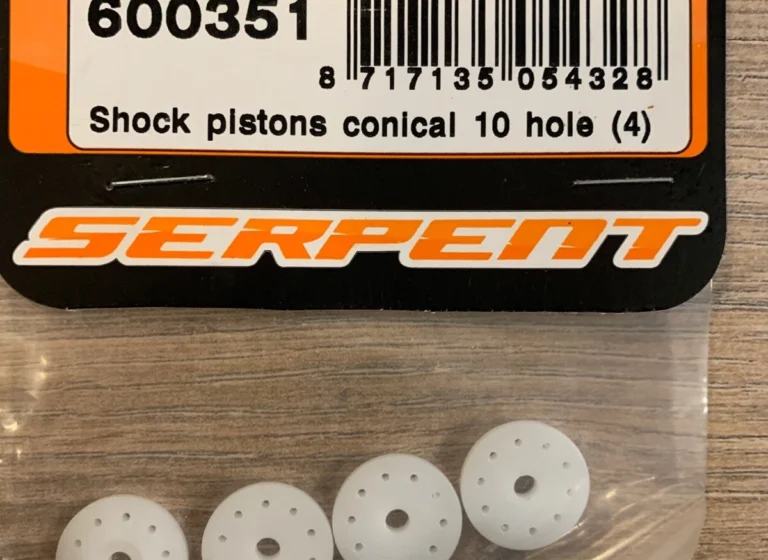 600351
8 717135 054328
Shock pistons conical 10 hole (4)
SERPENT